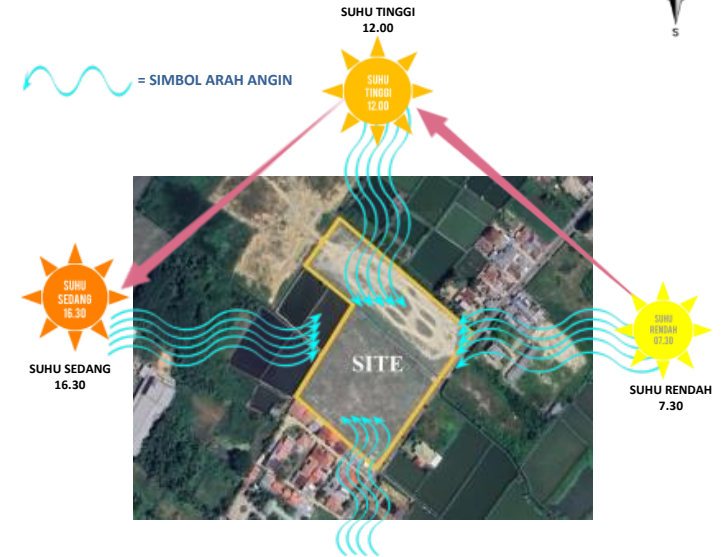 SUHU TINGGI
12.00
S
= SIMBOL ARAH ANGIN
SUHU
TINGGI
12.00
SUHU
SEDANG
16.30
SUHU
RENDAH
07.30
SITE
SUHU SEDANG
16.30
SUHU RENDAH
7.30